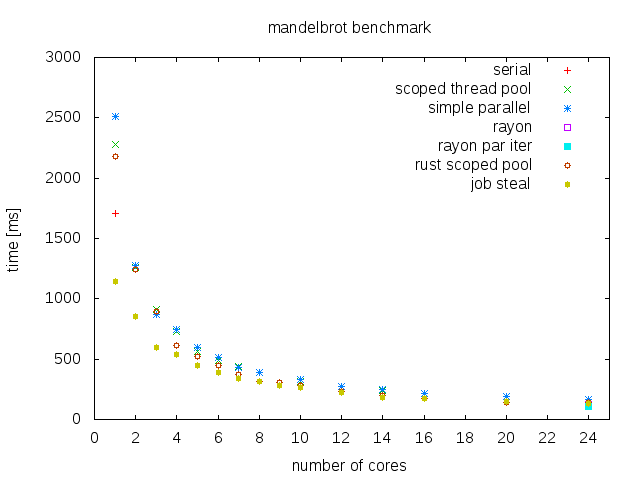 mandelbrot benchmark
3000
2500
2000
1500
1000
500
0
time [ms]
serial
scoped thread pool
simple parallel
rayon
rayon par iter
rust scoped pool
job steal
0 2 4 6 8 10 12 14 16 18 20 22 24
number of cores